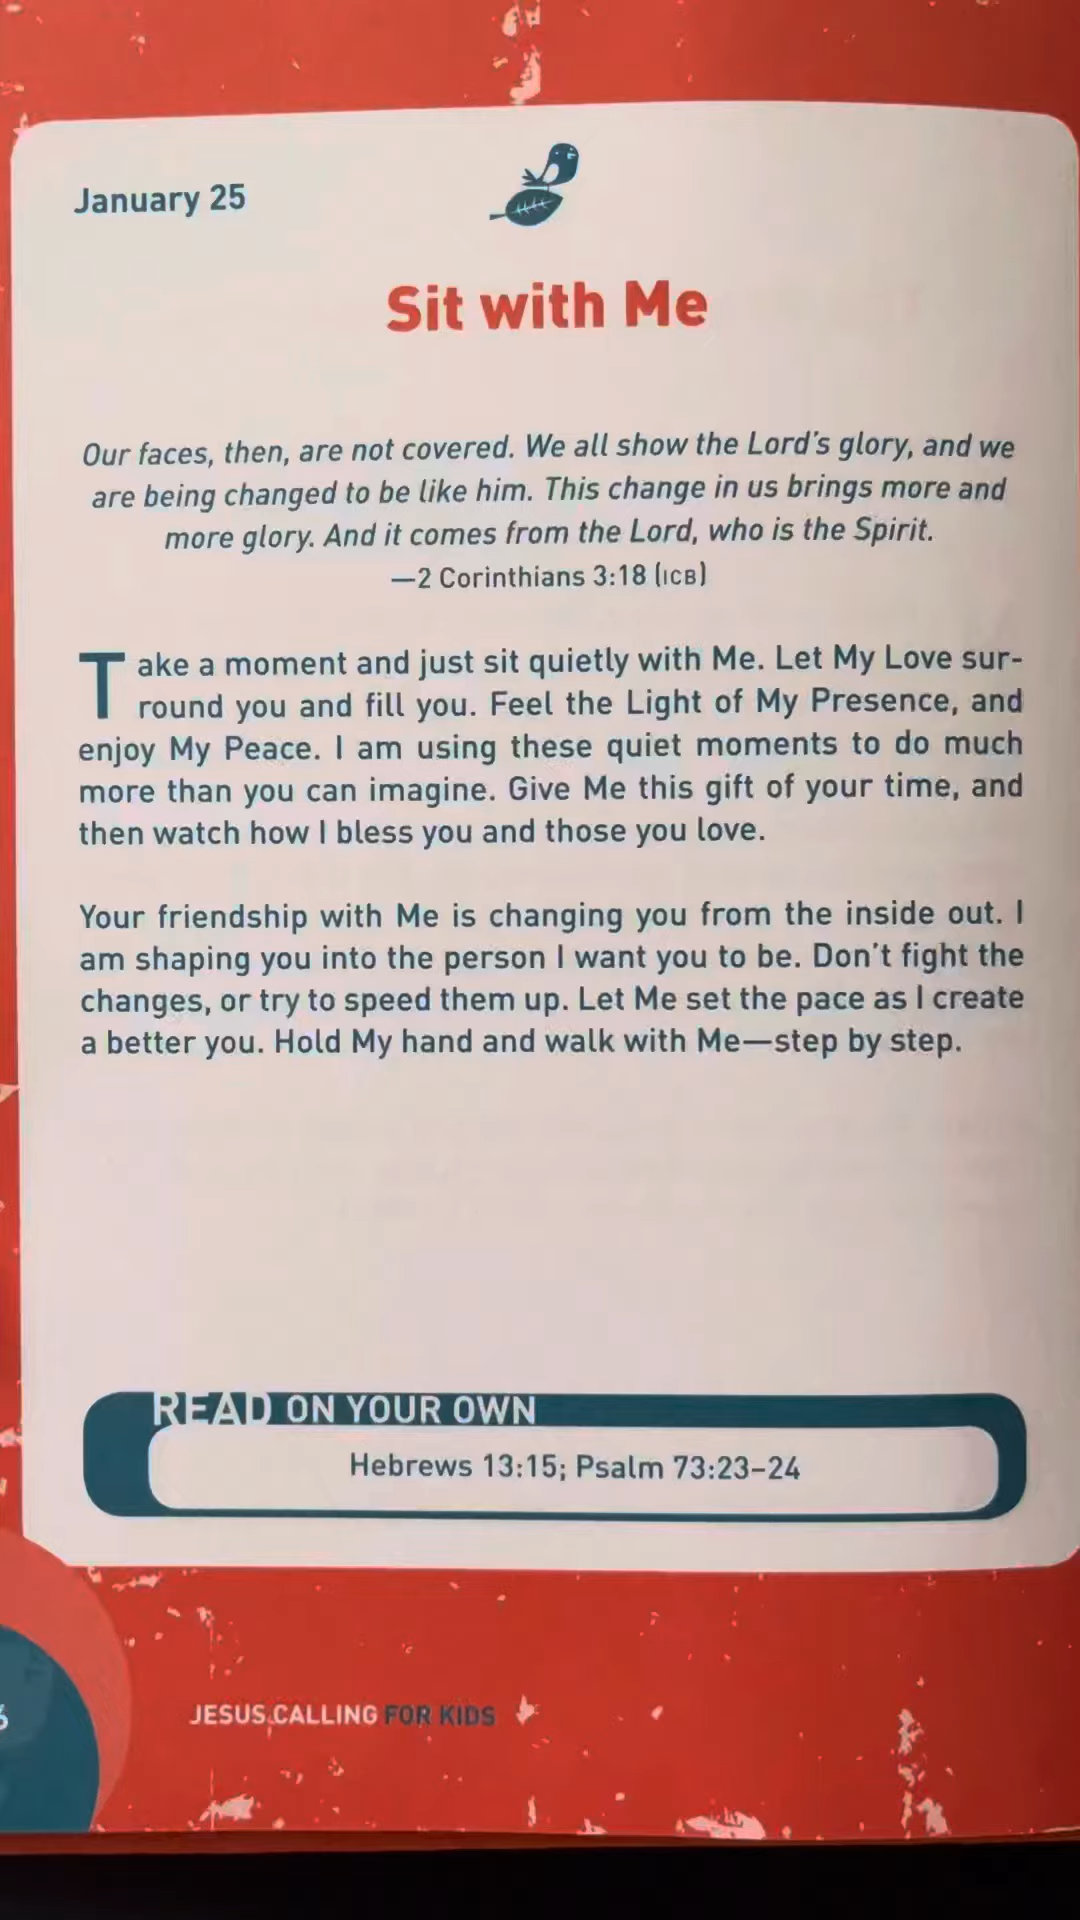 January 25
Sit with Me
Our faces, then, are not covered. We all show the Lord's glory, and we
are being changed to be like him. This change in us brings more and
more glory. And it comes from the Lord, who is the Spirit.
—2 Corinthians 3:18 (ICB)
Take a moment and just sit quietly with Me. Let My Love sur-
round you and fill you. Feel the Light of My Presence, and
enjoy My Peace. I am using these quiet moments to do much
more than you can imagine. Give Me this gift of your time, and
then watch how I bless you and those you love.
Your friendship with Me is changing you from the inside out. I
am shaping you into the person I want you to be. Don't fight the
changes, or try to speed them up. Let Me set the pace as I create
a better you. Hold My hand and walk with Me—step by step.
READ ON YOUR OWN
Hebrews 13:15; Psalm 73:23–24
JESUS CALLING FOR KIDS